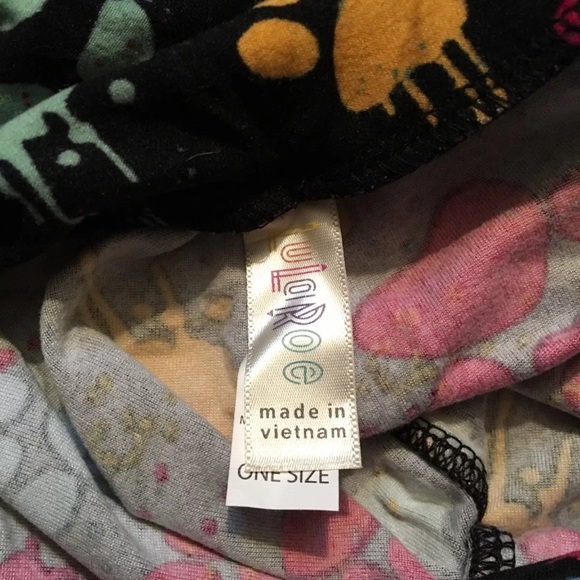 LuLaRoe
made in
vietnam
ONE SIZE